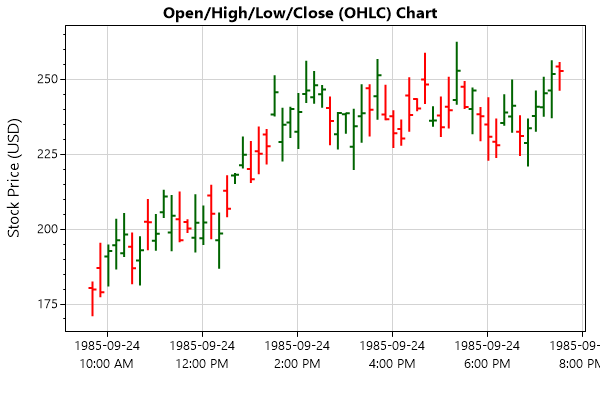 Open/High/Low/Close (OHLC) Chart
Stock Price (USD)
250
225
200
175
1985-09-24 1985-09-24 1985-09-24 1985-09-24 1985-09-24 1985-09-
10:00 AM 12:00 PM 2:00 PM 4:00 PM 6:00 PM 8:00 PM